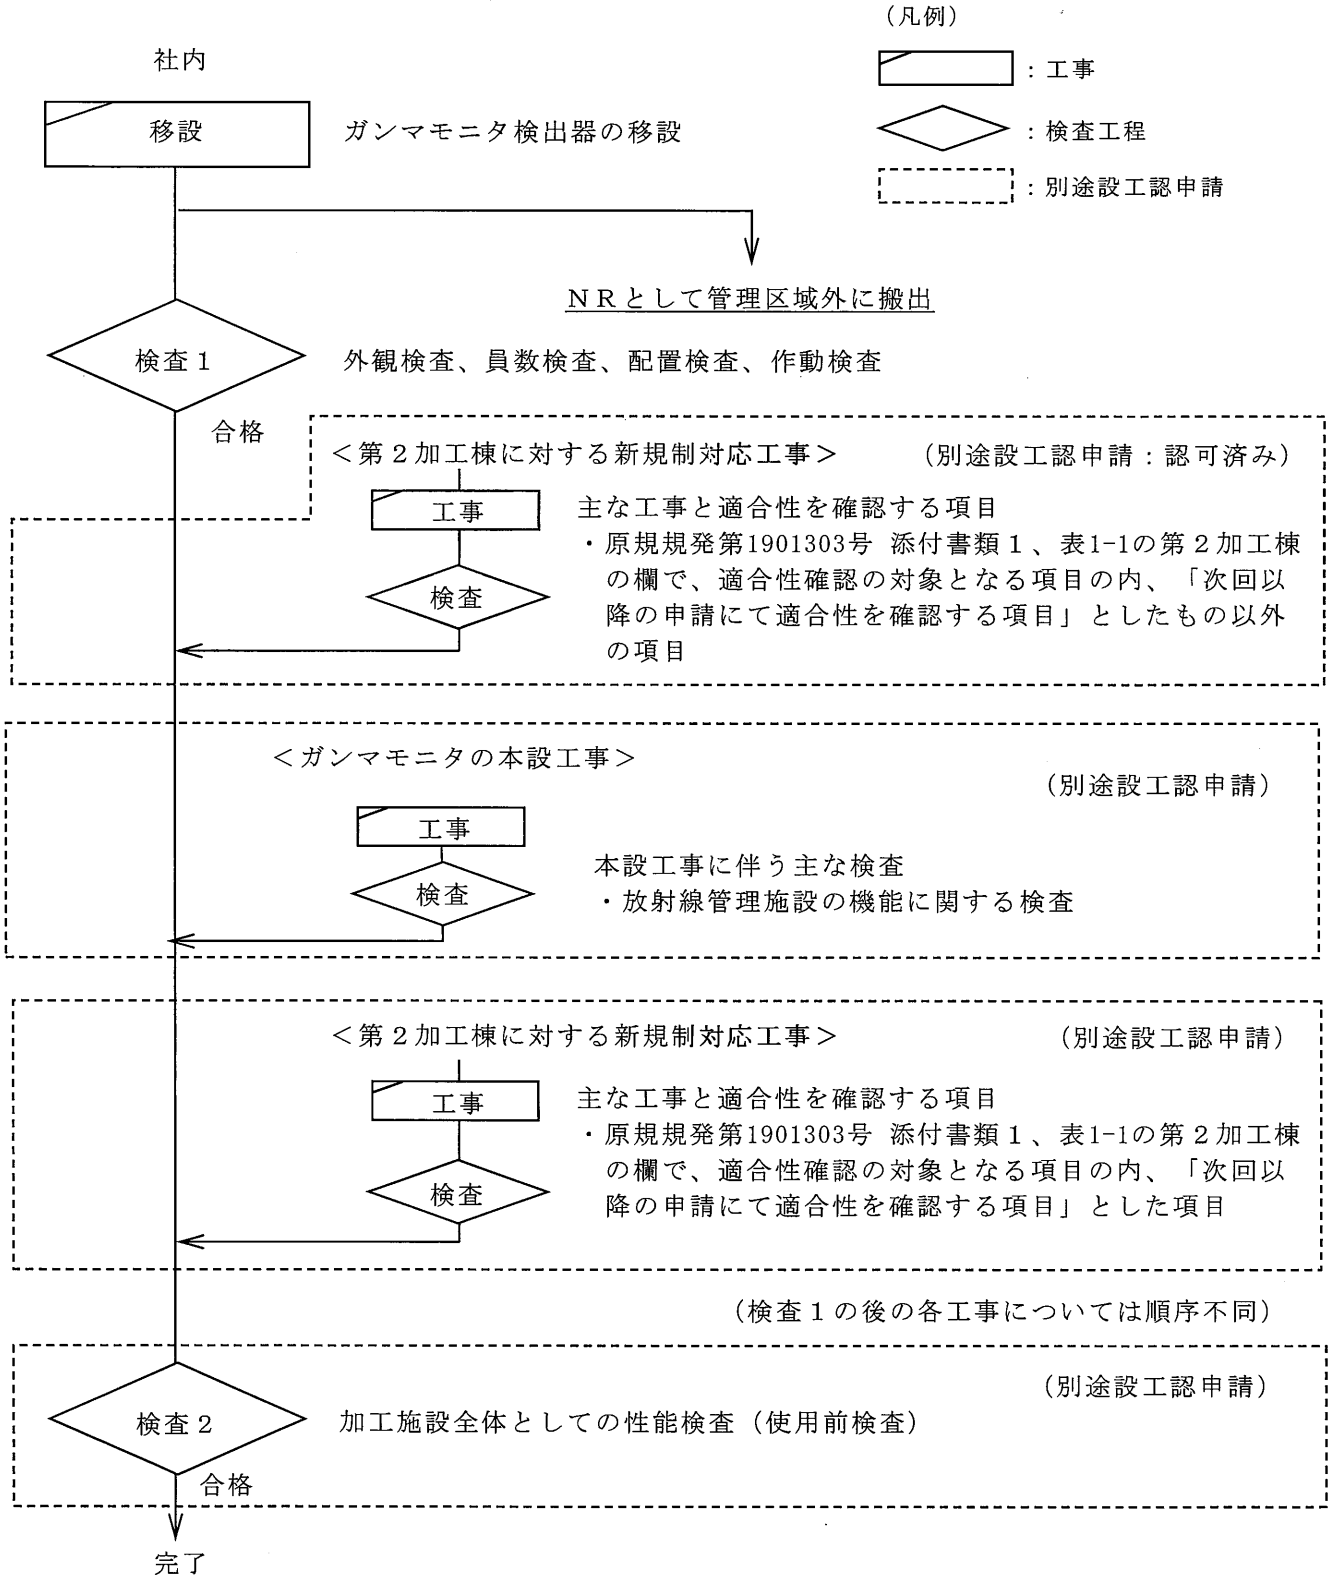 （凡例）
：工事
：検査工程
：別途設工認申請
社内
移設
ガンマモニタ検出器の移設
ＮＲとして管理区域外に搬出
検査１
外観検査、員数検査、配置検査、作動検査
合格
＜第２加工棟に対する新規制対応工事＞
（別途設工認申請：認可済み）
工事
主な工事と適合性を確認する項目
・原規規発第1901303号 添付書類１、表1-1の第２加工棟
の欄で、適合性確認の対象となる項目の内、「次回以
降の申請にて適合性を確認する項目」としたもの以外
の項目
検査
＜ガンマモニタの本設工事＞
（別途設工認申請）
工事
検査
本設工事に伴う主な検査
・放射線管理施設の機能に関する検査
＜第２加工棟に対する新規制対応工事＞
（別途設工認申請）
工事
主な工事と適合性を確認する項目
・原規規発第1901303号 添付書類１、表1-1の第２加工棟
の欄で、適合性確認の対象となる項目の内、「次回以
降の申請にて適合性を確認する項目」とした項目
検査
（検査１の後の各工事については順序不同）
（別途設工認申請）
検査２
加工施設全体としての性能検査（使用前検査）
合格
完了